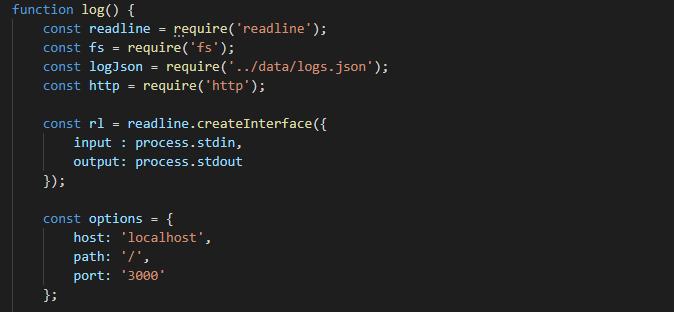 function log() {
    const readline = require('readline');
    const fs = require('fs');
    const logJson = require('../data/logs.json');
    const http = require('http');

    const rl = readline.createInterface({
        input : process.stdin,
        output: process.stdout
    });

    const options = {
        host: 'localhost',
        path: '/',
        port: '3000'
    };